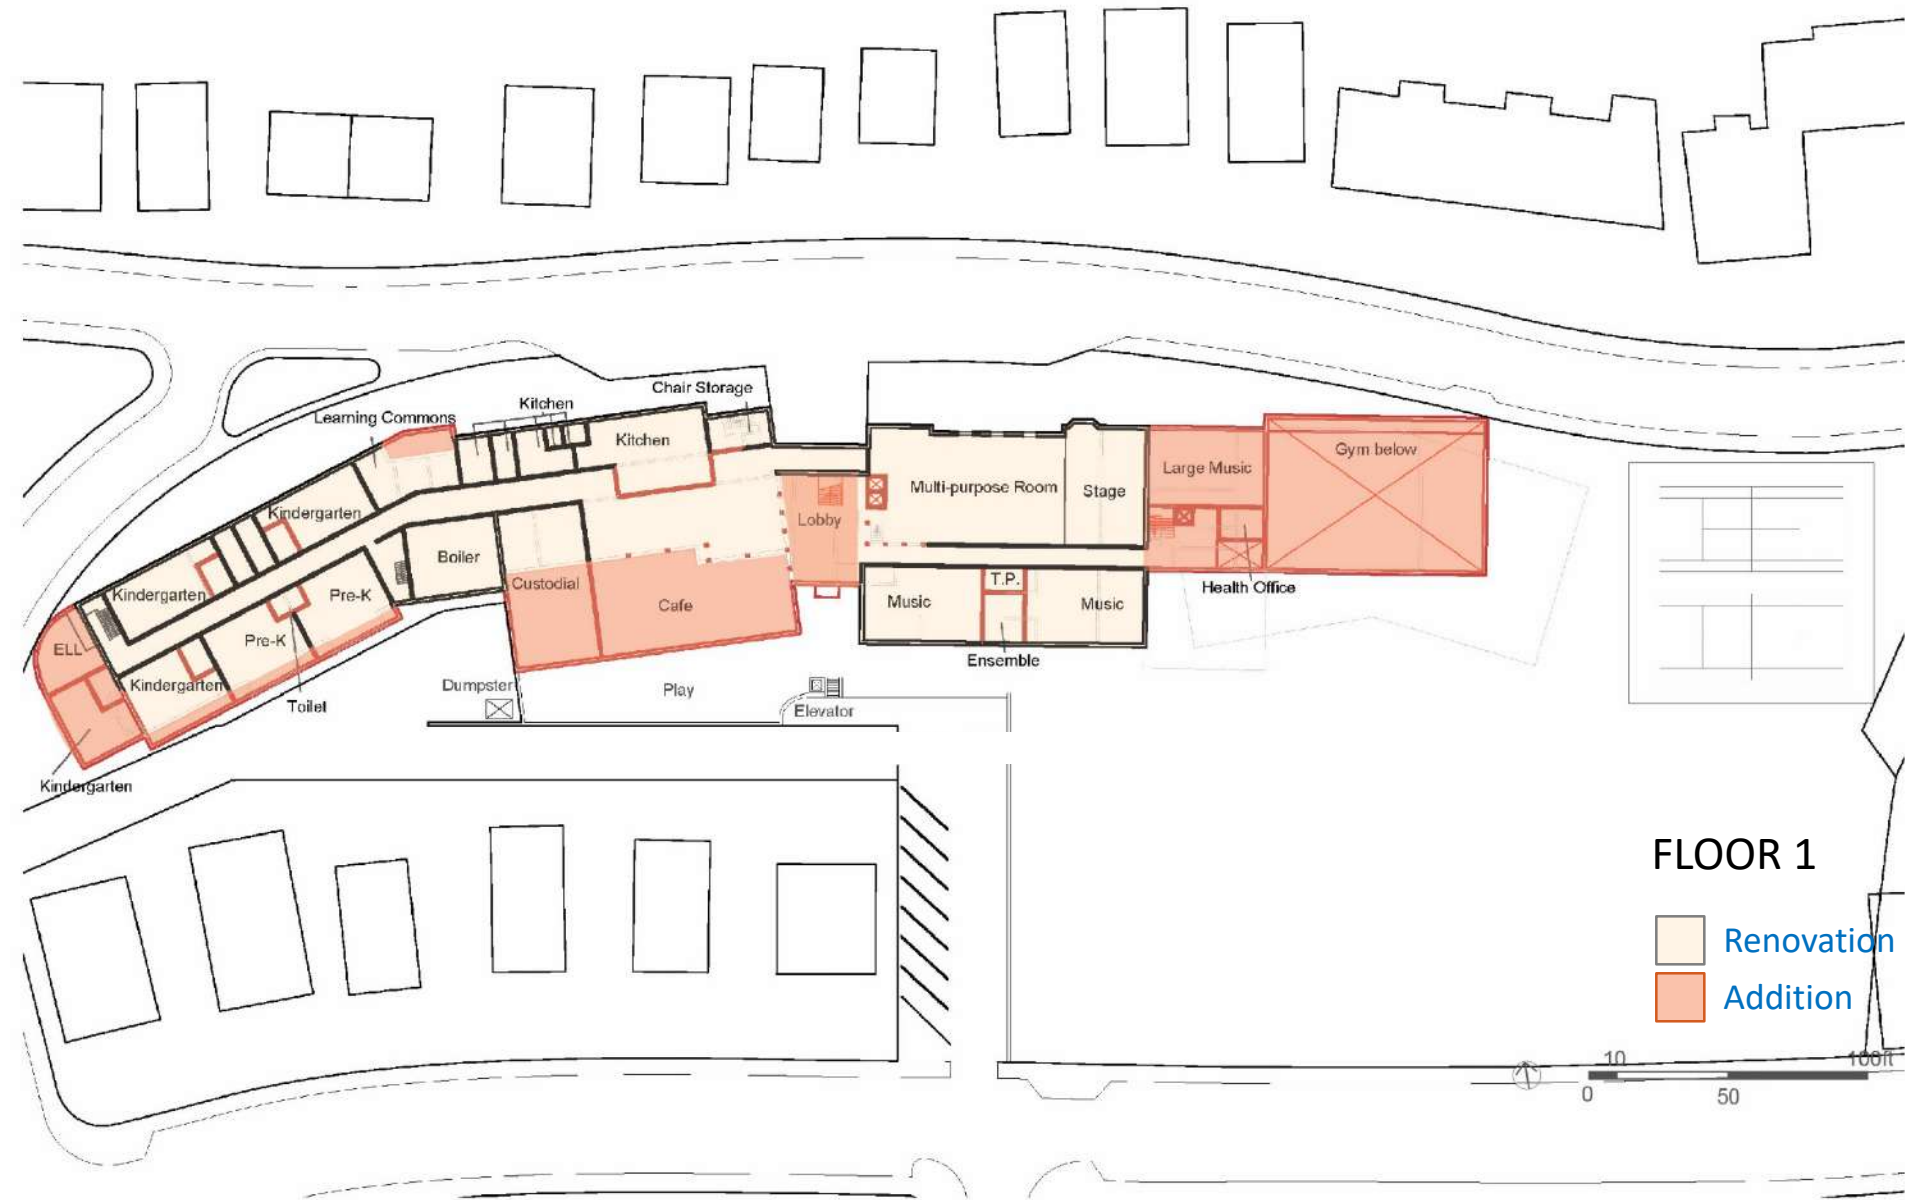 Chair Storage
Kitchen
Learning Commons
Kitchen
Gym below
Large Music
Multi-purpose Room
Stage
Kindergarten
Lobby
Boiler
Custodial
Pre-K
Kindergarten
Cafe
T.P.
Music
Music
Health Office
Pre-K
ELL
Ensemble
Kindergarten
Dumpster
Play
Toilet
Elevator
Kindergarten
FLOOR 1
Renovation
Addition
10
100ft
0
50